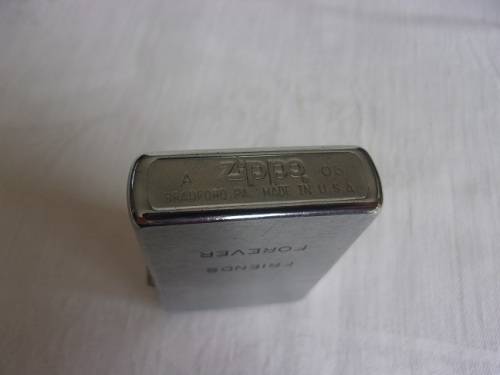 A Zippo 05
BRADFORD, PA. MADE IN U.S.A.
FRIENDS
FOREVER